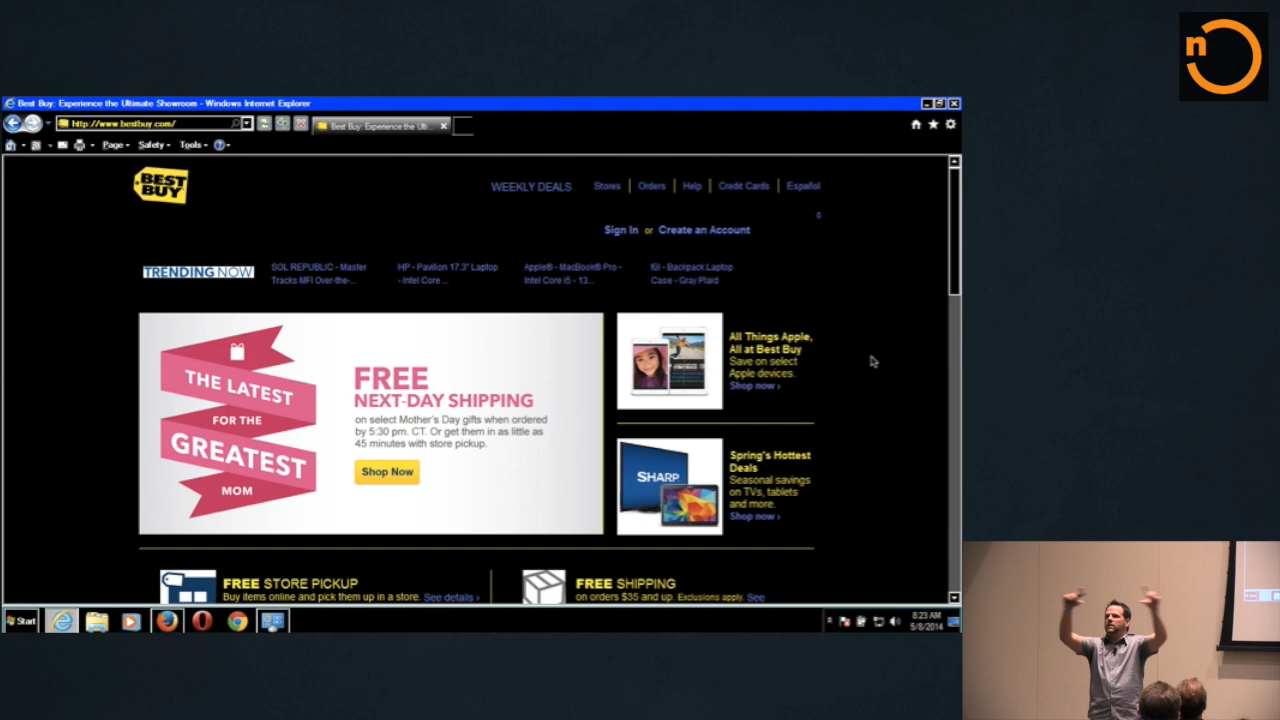 n
Best Buy: Experience the Ultimate Showroom - Windows Internet Explorer
http://www.bestbuy.com/
Best Buy: Experience the Ult...
Page
Safety
Tools
BEST BUY
WEEKLY DEALS
Stores
Orders
Help
Credit Cards
Español
0
Sign In or Create an Account
TRENDING NOW
SOL REPUBLIC - Master
Tracks MFI Over-the-...
HP - Pavilion 17.3" Laptop
- Intel Core ...
Apple® - MacBook® Pro -
Intel Core i5 - 13...
fūl - Backpack Laptop
Case - Gray Plaid
THE LATEST
FOR THE
GREATEST
MOM
FREE
NEXT-DAY SHIPPING
on select Mother's Day gifts when ordered
by 5:30 pm. CT. Or get them in as little as
45 minutes with store pickup.
Shop Now
All Things Apple,
All at Best Buy
Save on select
Apple devices.
Shop now ›
SHARP
Spring's Hottest
Deals
Seasonal savings
on TVs, tablets
and more.
Shop now ›
FREE STORE PICKUP
Buy items online and pick them up in a store. See details ›
FREE SHIPPING
on orders $35 and up. Exclusions apply. See
Start
8:23 AM
5/8/2014